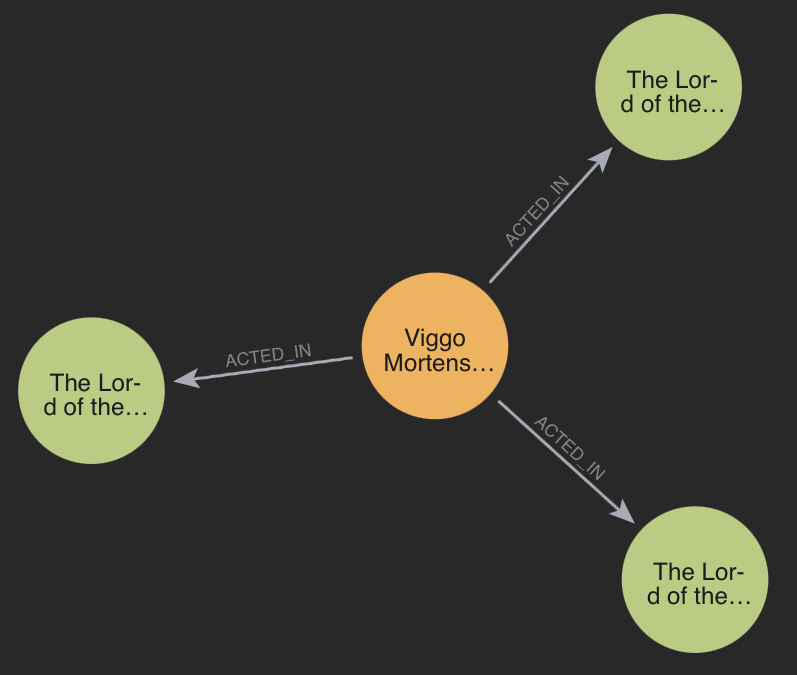 The Lor-
d of the…
ACTED_IN
Viggo
Mortens…
ACTED_IN
The Lor-
d of the…
ACTED_IN
The Lor-
d of the…